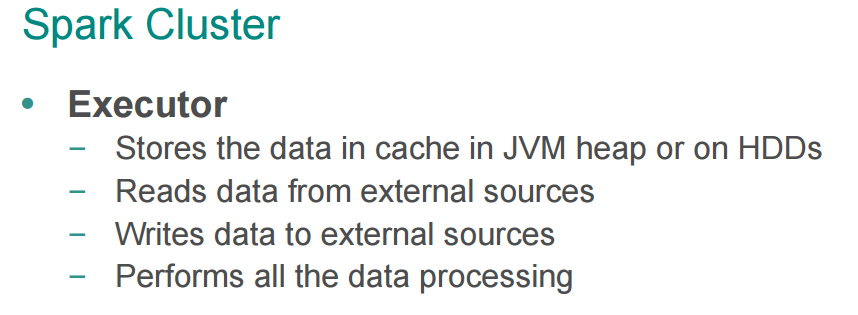 Spark Cluster
• Executor
– Stores the data in cache in JVM heap or on HDDs
– Reads data from external sources
– Writes data to external sources
– Performs all the data processing